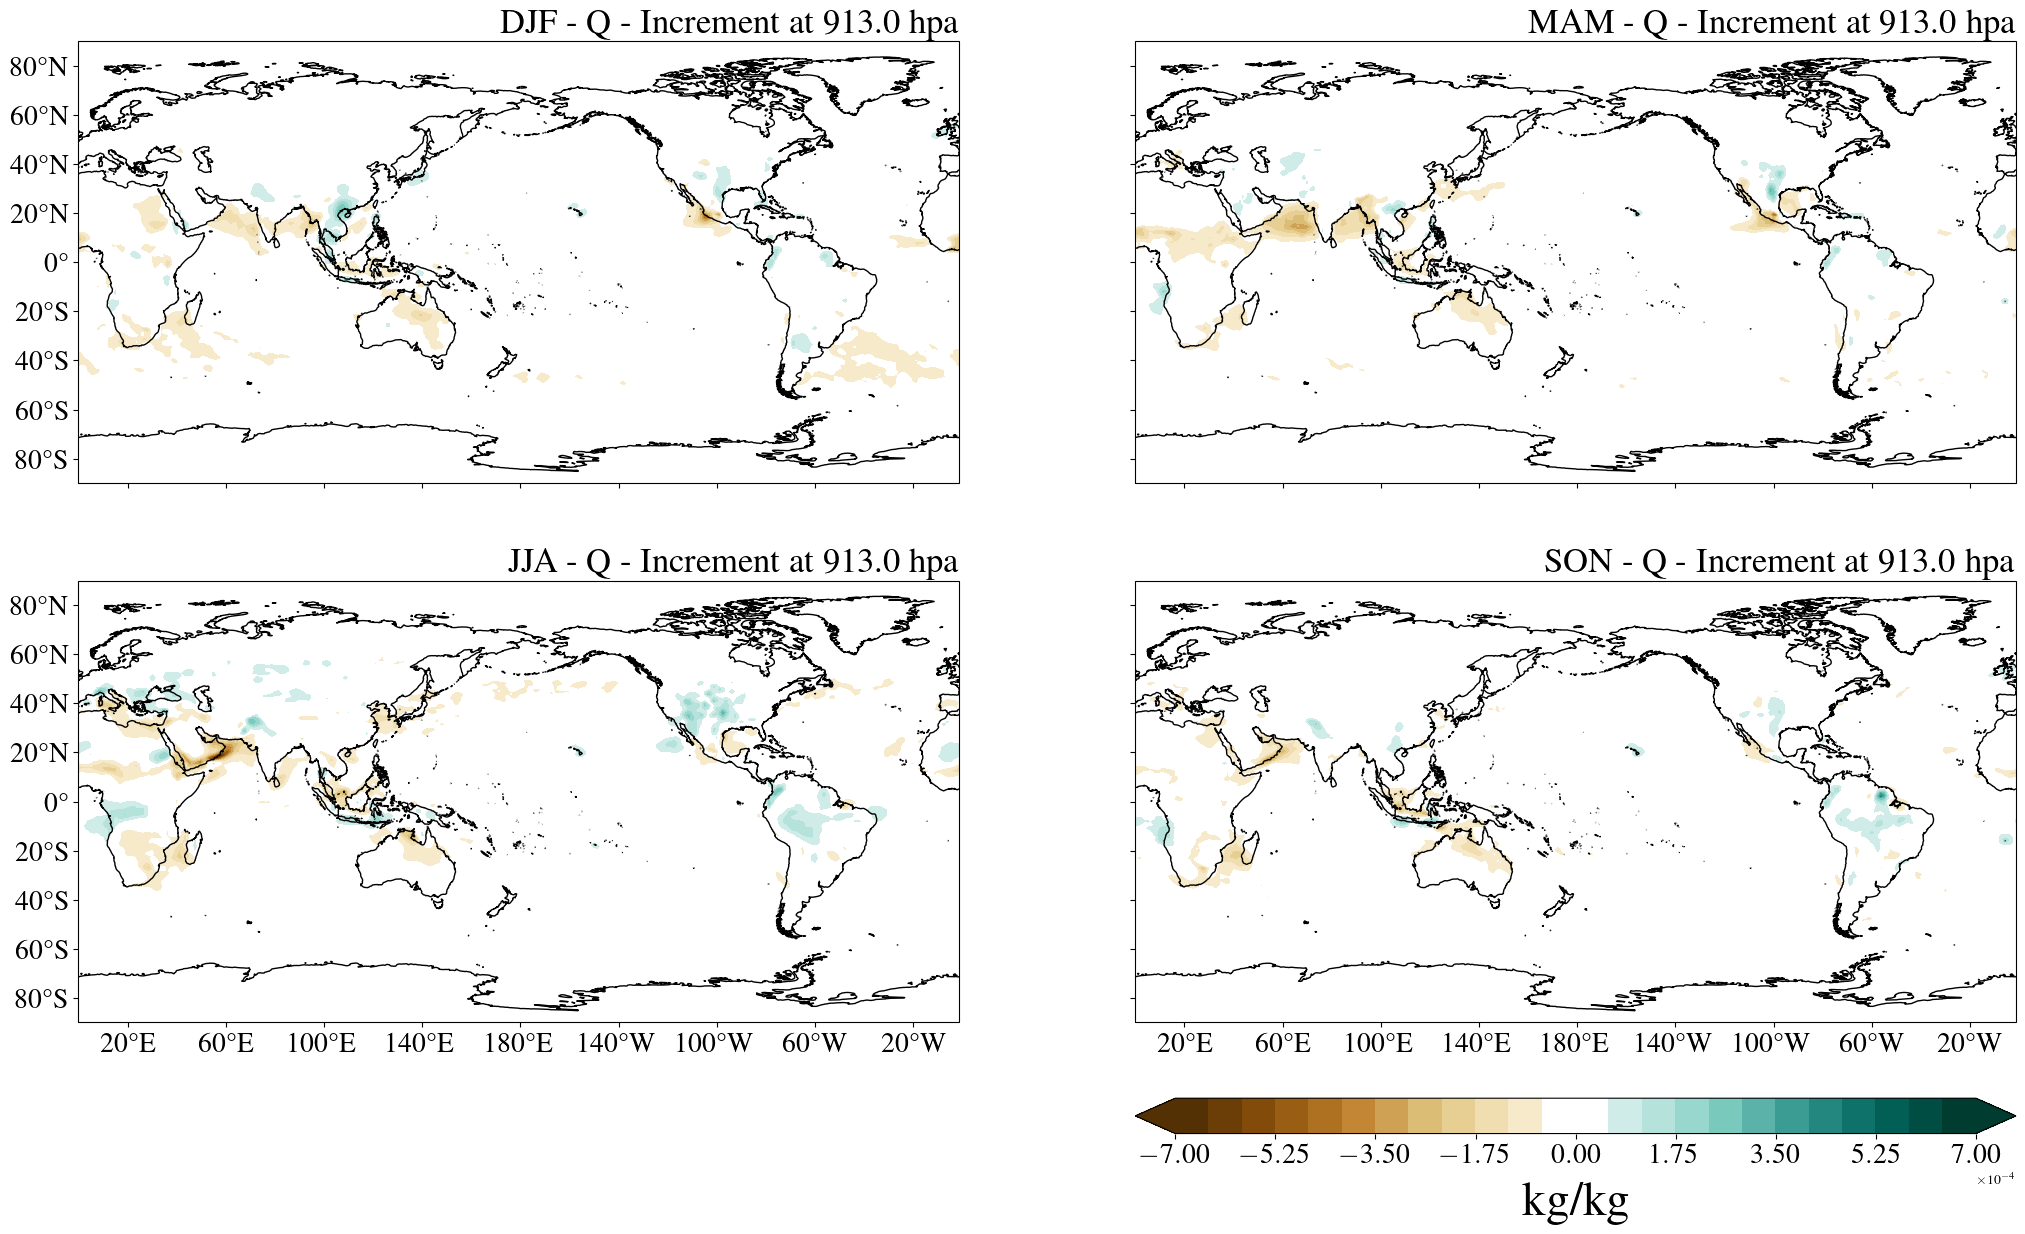 DJF - Q - Increment at 913.0 hpa
MAM - Q - Increment at 913.0 hpa
80°N
60°N
40°N
20°N
0°
20°S
40°S
60°S
80°S
JJA - Q - Increment at 913.0 hpa
SON - Q - Increment at 913.0 hpa
80°N
60°N
40°N
20°N
0°
20°S
40°S
60°S
80°S
20°E 60°E 100°E 140°E 180°E 140°W 100°W 60°W 20°W
20°E 60°E 100°E 140°E 180°E 140°W 100°W 60°W 20°W
−7.00 −5.25 −3.50 −1.75 0.00 1.75 3.50 5.25 7.00
×10⁻⁴
kg/kg